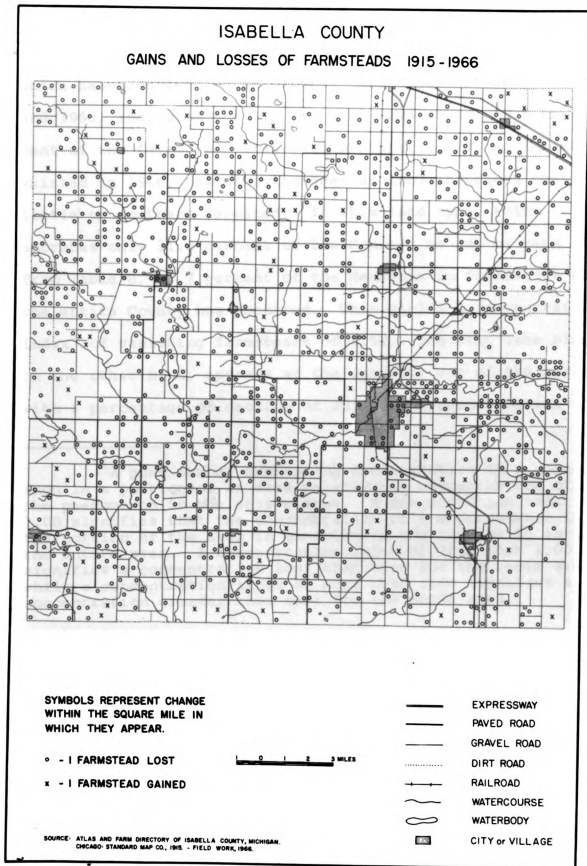 ISABELLA COUNTY
GAINS AND LOSSES OF FARMSTEADS 1915-1966
SYMBOLS REPRESENT CHANGE
WITHIN THE SQUARE MILE IN
WHICH THEY APPEAR.
o - 1 FARMSTEAD LOST
x - 1 FARMSTEAD GAINED
1 0 1 2 3 MILES
EXPRESSWAY
PAVED ROAD
GRAVEL ROAD
DIRT ROAD
RAILROAD
WATERCOURSE
WATERBODY
CITY or VILLAGE
SOURCE: ATLAS AND FARM DIRECTORY OF ISABELLA COUNTY, MICHIGAN.
CHICAGO: STANDARD MAP CO., 1915. - FIELD WORK, 1966.